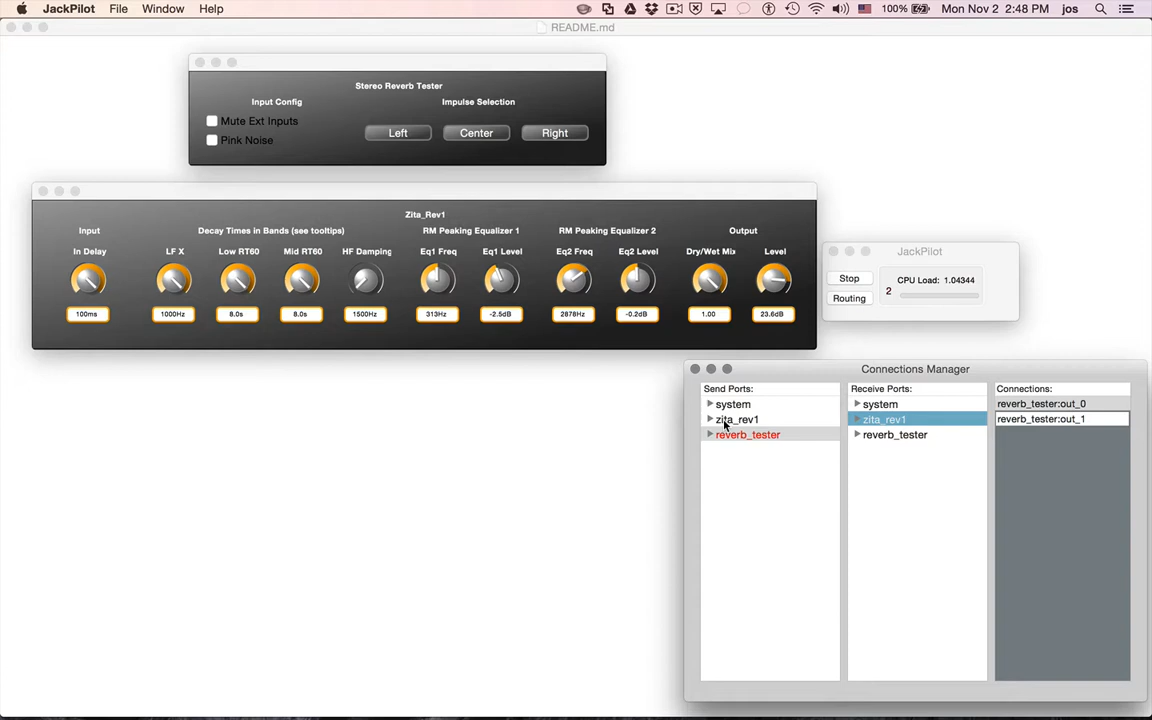 JackPilot File Window Help 100% Mon Nov 2 2:48 PM jos
README.md
Stereo Reverb Tester
Input Config Impulse Selection
Mute Ext Inputs
Pink Noise
Left Center Right
Zita_Rev1
Input Decay Times in Bands (see tooltips) RM Peaking Equalizer 1 RM Peaking Equalizer 2 Output
In Delay LF X Low RT60 Mid RT60 HF Damping Eq1 Freq Eq1 Level Eq2 Freq Eq2 Level Dry/Wet Mix Level
100ms 1000Hz 8.0s 8.0s 1500Hz 313Hz -2.5dB 2878Hz -0.2dB 1.00 23.6dB
JackPilot
Stop
Routing
2
CPU Load: 1.04344
Connections Manager
Send Ports: Receive Ports: Connections:
system system reverb_tester:out_0
zita_rev1 zita_rev1 reverb_tester:out_1
reverb_tester reverb_tester